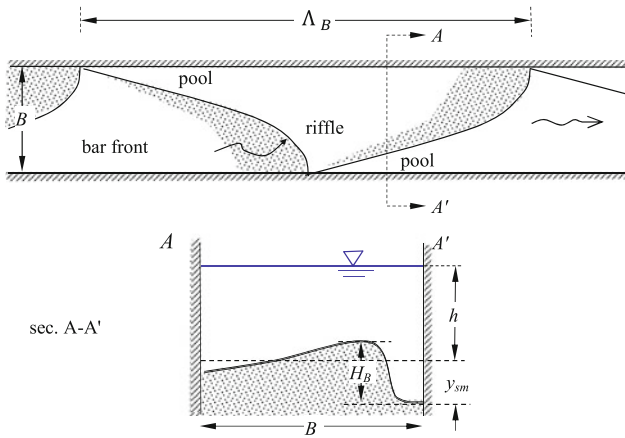 Λ_B
A
pool
B
riffle
bar front
pool
A'
A
A'
sec. A-A'
h
H_B
y_sm
B